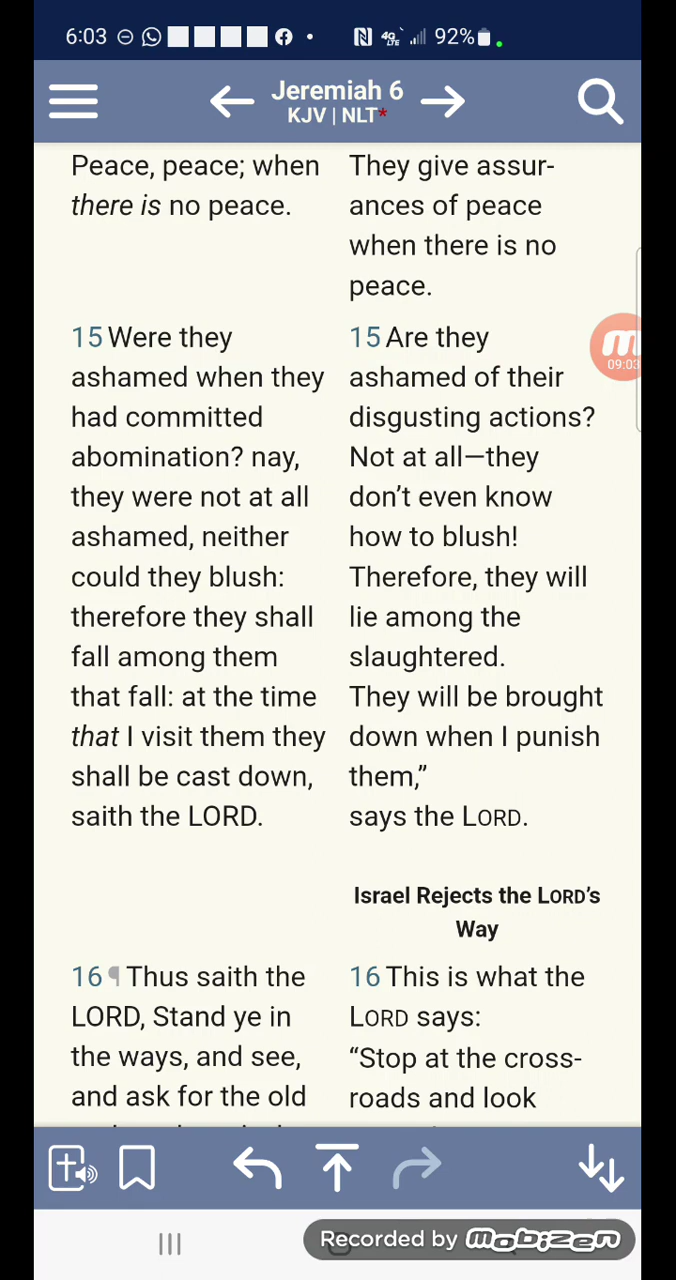 6:03 92%
4G LTE
Jeremiah 6
KJV | NLT*
Peace, peace; when
there is no peace.
They give assur-
ances of peace
when there is no
peace.
15 Were they
ashamed when they
had committed
abomination? nay,
they were not at all
ashamed, neither
could they blush:
therefore they shall
fall among them
that fall: at the time
that I visit them they
shall be cast down,
saith the LORD.
15 Are they
ashamed of their
disgusting actions?
Not at all—they
don’t even know
how to blush!
Therefore, they will
lie among the
slaughtered.
They will be brought
down when I punish
them,”
says the LORD.
m
09:03
Israel Rejects the LORD’s
Way
16 ¶ Thus saith the
LORD, Stand ye in
the ways, and see,
and ask for the old
16 This is what the
LORD says:
“Stop at the cross-
roads and look
Recorded by mobizen